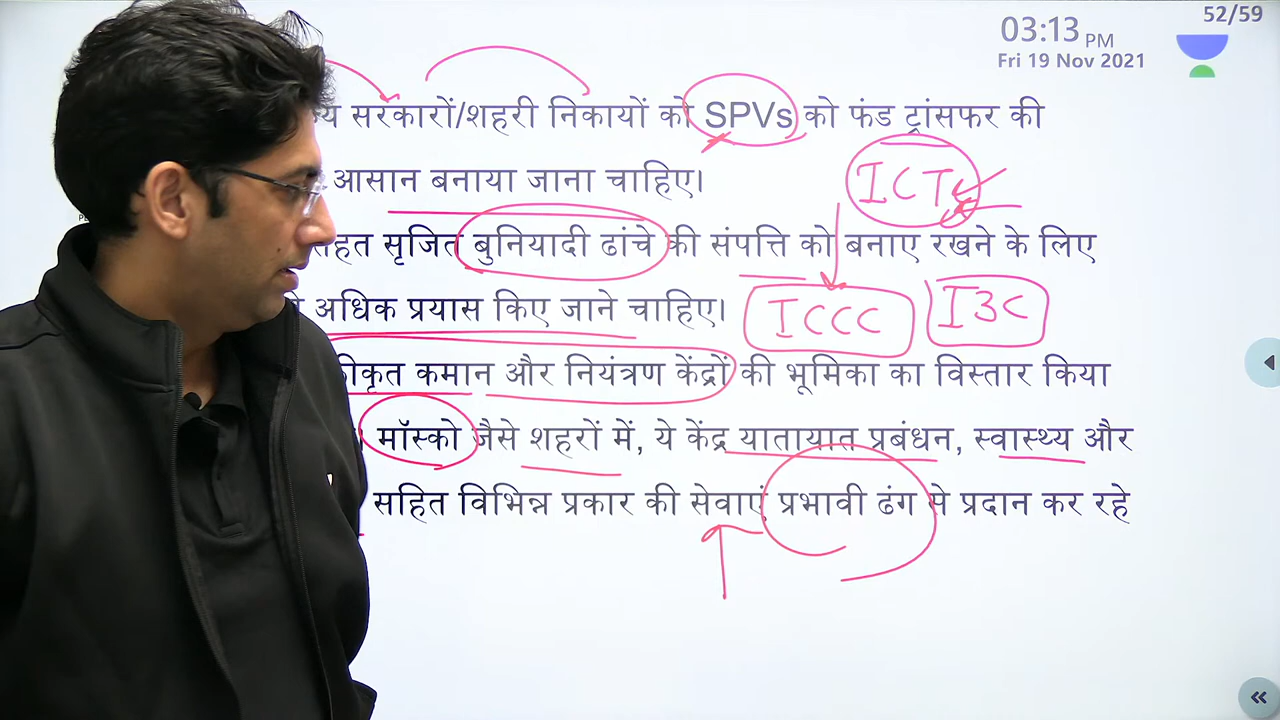 03:13 PM
Fri 19 Nov 2021
52/59
सरकारों/शहरी निकायों को SPVs को फंड ट्रांसफर की
आसान बनाया जाना चाहिए।
ICT
सृजित बुनियादी ढांचे की संपत्ति को बनाए रखने के लिए
अधिक प्रयास किए जाने चाहिए।
ICCC I3C
कमान और नियंत्रण केंद्रों की भूमिका का विस्तार किया
मॉस्को जैसे शहरों में, ये केंद्र यातायात प्रबंधन, स्वास्थ्य और
सहित विभिन्न प्रकार की सेवाएं प्रभावी ढंग से प्रदान कर रहे